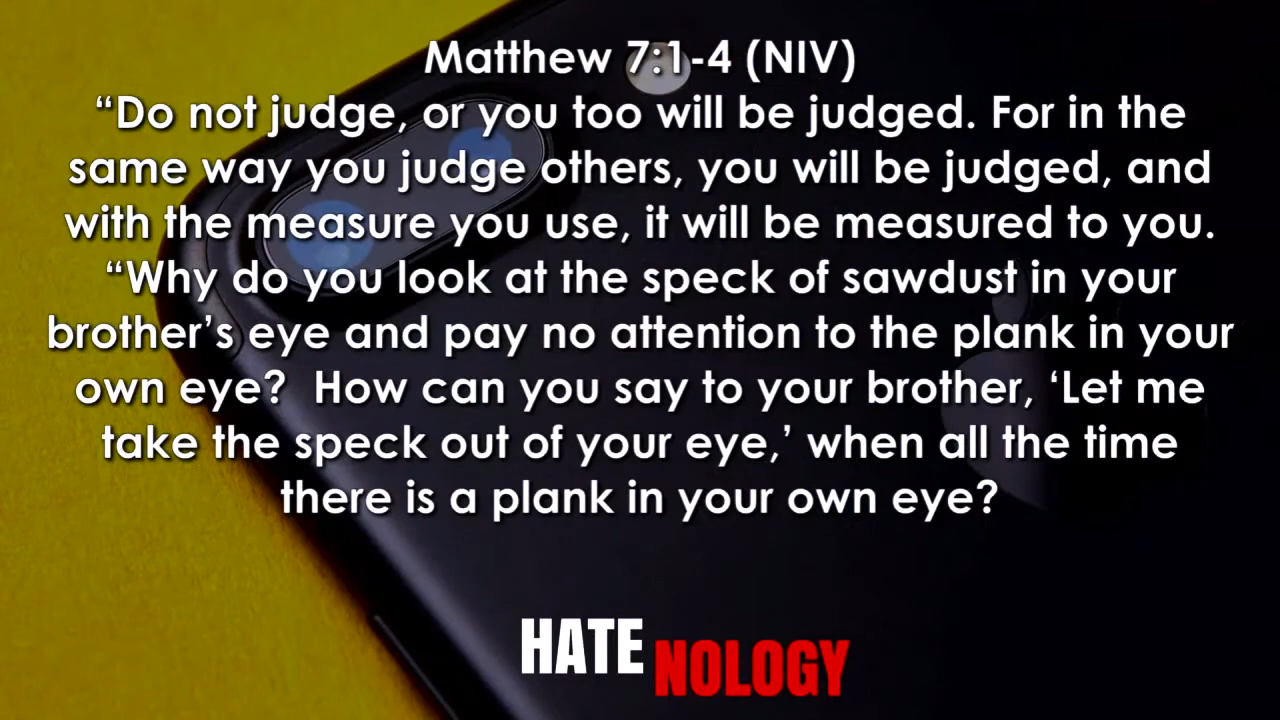 Matthew 7:1-4 (NIV)
“Do not judge, or you too will be judged. For in the
same way you judge others, you will be judged, and
with the measure you use, it will be measured to you.
“Why do you look at the speck of sawdust in your
brother’s eye and pay no attention to the plank in your
own eye?  How can you say to your brother, ‘Let me
take the speck out of your eye,’ when all the time
there is a plank in your own eye?
HATE
NOLOGY